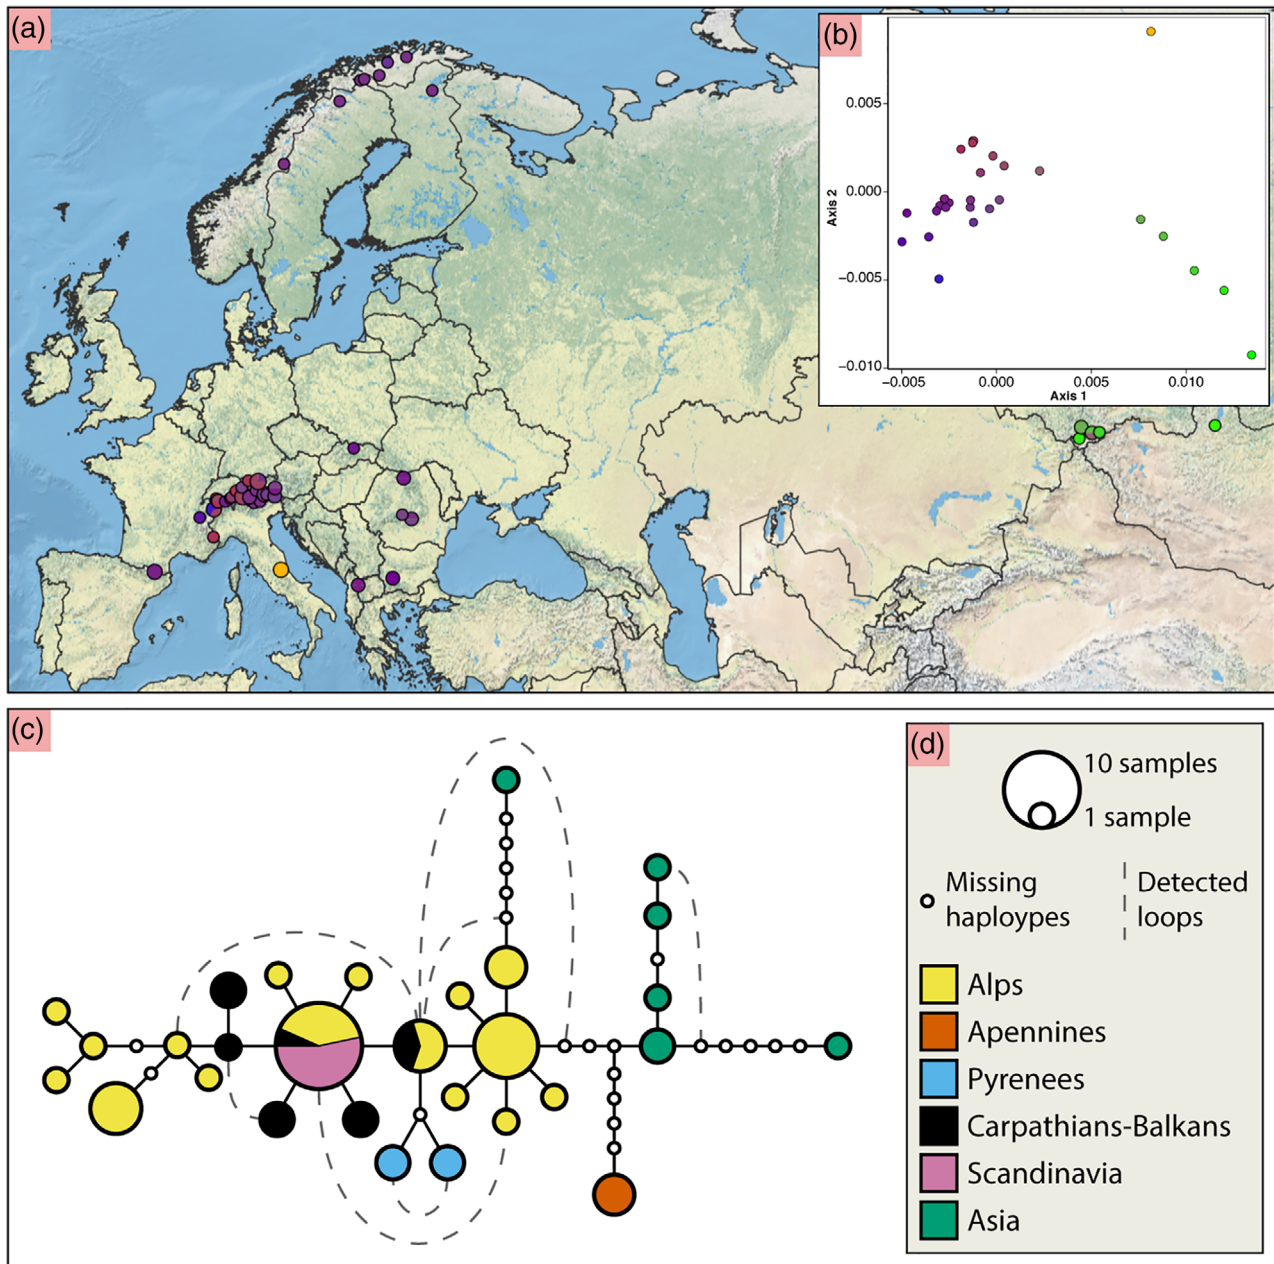 (a)
(b)
0.005
0.000
−0.005
−0.010
Axis 2
−0.005 0.000 0.005 0.010
Axis 1
(c)
(d)
10 samples
1 sample
Missing
haploypes
Detected
loops
Alps
Apennines
Pyrenees
Carpathians-Balkans
Scandinavia
Asia